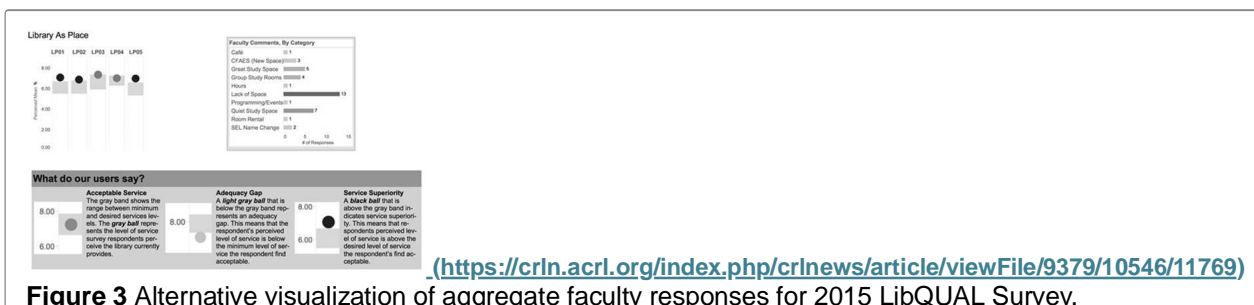 Library As Place
LP01 LP02 LP03 LP04 LP05
8.00
6.00
4.00
2.00
0.00
Perceived Mean
Faculty Comments, By Category
Café 1
CFAES (New Space) 3
Great Study Space 5
Group Study Rooms 4
Hours 1
Lack of Space 13
Programming/Events 1
Quiet Study Space 7
Room Rental 1
SEL Name Change 2
0 5 10 15
# of Responses
What do our users say?
8.00
6.00
Acceptable Service
The gray band shows the
range between minimum
and desired services lev-
els. The gray ball repre-
sents the level of service
survey respondents per-
ceive the library currently
provides.
8.00
Adequacy Gap
A light gray ball that is
below the gray band rep-
resents an adequacy
gap. This means that the
respondent's perceived
level of service is below
the minimum level of ser-
vice the respondent find
acceptable.
8.00
6.00
Service Superiority
A black ball that is
above the gray band in-
dicates service superiori-
ty. This means that re-
spondents perceived lev-
el of service is above the
desired level of service
the respondent's find ac-
ceptable.
(https://crln.acrl.org/index.php/crlnews/article/viewFile/9379/10546/11769)
Figure 3 Alternative visualization of aggregate faculty responses for 2015 LibQUAL Survey.